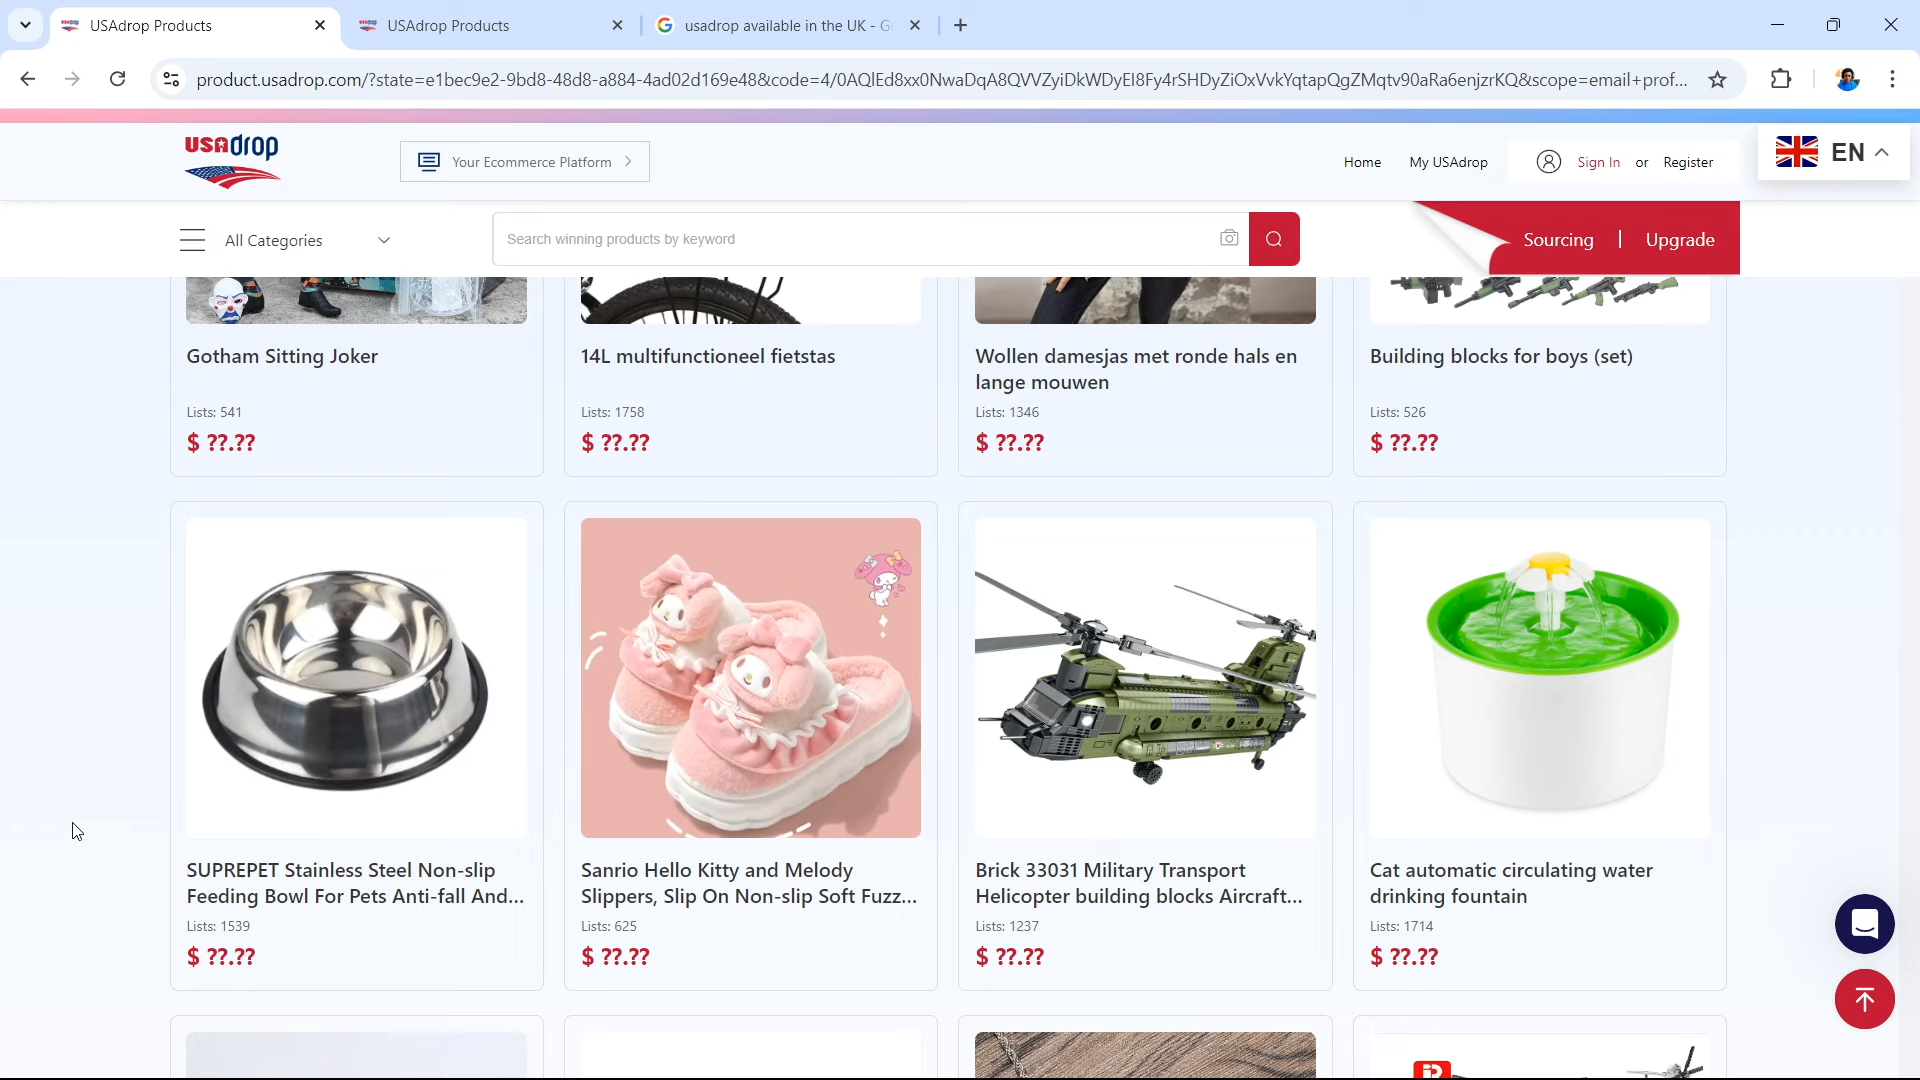 USAdrop Products
USAdrop Products
usadrop available in the UK - G
product.usadrop.com/?state=e1bec9e2-9bd8-48d8-a884-4ad02d169e48&code=4/0AQlEd8xx0NwaDqA8QVVZyiDkWDyEl8Fy4rSHDyZiOxVvkYqtapQgZMqtv90aRa6enjzrKQ&scope=email+prof...
usadrop
Your Ecommerce Platform
Home
My USAdrop
Sign In or Register
EN
All Categories
Search winning products by keyword
Sourcing | Upgrade
Gotham Sitting Joker
Lists: 541
$ ??.??
14L multifunctioneel fietstas
Lists: 1758
$ ??.??
Wollen damesjas met ronde hals en
lange mouwen
Lists: 1346
$ ??.??
Building blocks for boys (set)
Lists: 526
$ ??.??
SUPREPET Stainless Steel Non-slip
Feeding Bowl For Pets Anti-fall And...
Lists: 1539
$ ??.??
Sanrio Hello Kitty and Melody
Slippers, Slip On Non-slip Soft Fuzz...
Lists: 625
$ ??.??
Brick 33031 Military Transport
Helicopter building blocks Aircraft...
Lists: 1237
$ ??.??
Cat automatic circulating water
drinking fountain
Lists: 1714
$ ??.??